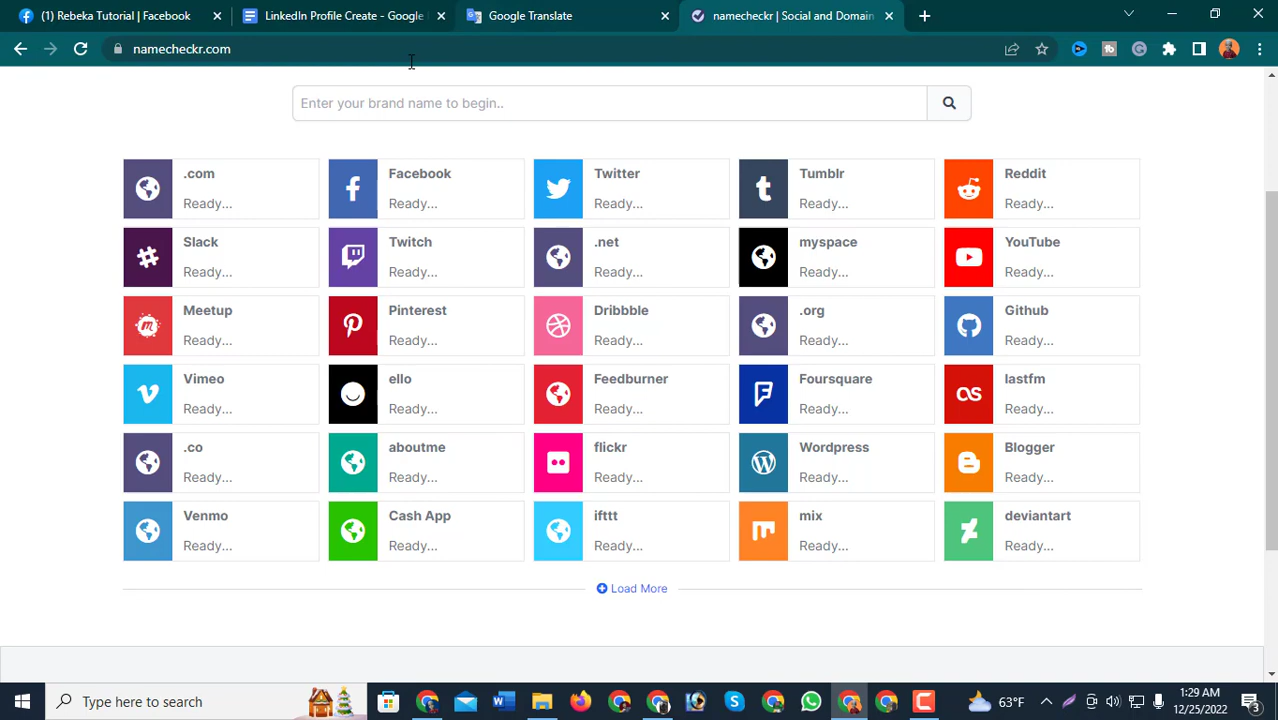 (1) Rebeka Tutorial | Facebook
LinkedIn Profile Create - Google
Google Translate
namecheckr | Social and Domain
namecheckr.com
Enter your brand name to begin..
.com Facebook Twitter Tumblr Reddit
Ready... Ready... Ready... Ready... Ready...
Slack Twitch .net myspace YouTube
Ready... Ready... Ready... Ready... Ready...
Meetup Pinterest Dribbble .org Github
Ready... Ready... Ready... Ready... Ready...
Vimeo ello Feedburner Foursquare lastfm
Ready... Ready... Ready... Ready... Ready...
.co aboutme flickr Wordpress Blogger
Ready... Ready... Ready... Ready... Ready...
Venmo Cash App ifttt mix deviantart
Ready... Ready... Ready... Ready... Ready...
Load More
Type here to search
63°F
1:29 AM
12/25/2022
3